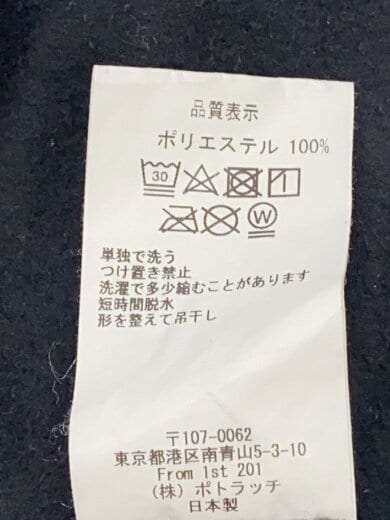 品質表示
ポリエステル 100%
30
W
単独で洗う
つけ置き禁止
洗濯で多少縮むことがあります
短時間脱水
形を整えて吊干し
〒107-0062
東京都港区南青山5-3-10
From 1st 201
(株) ポトラッチ
日本製